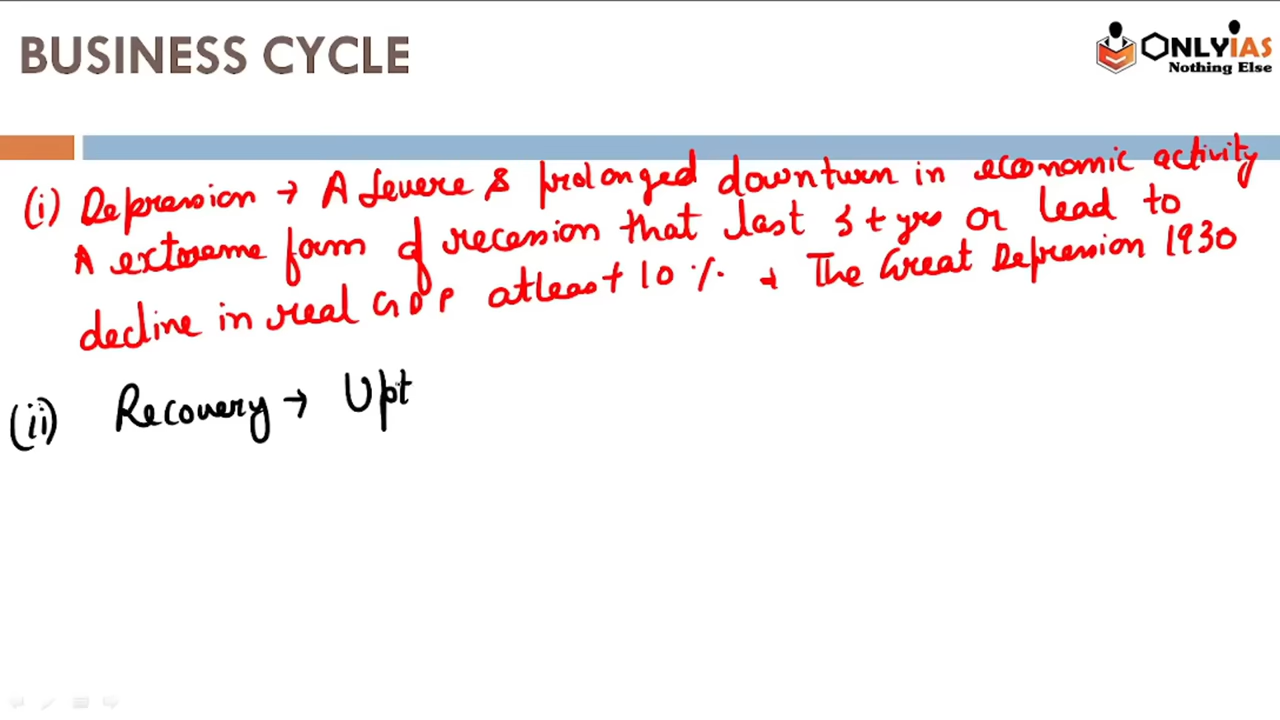 BUSINESS CYCLE
ONLYIAS
Nothing Else
(i) Depression → A severe & prolonged downturn in economic activity
A extreme form of recession that last 3+ yrs or lead to
decline in real GDP atleast 10% → The Great Depression 1930
(ii) Recovery → Upt